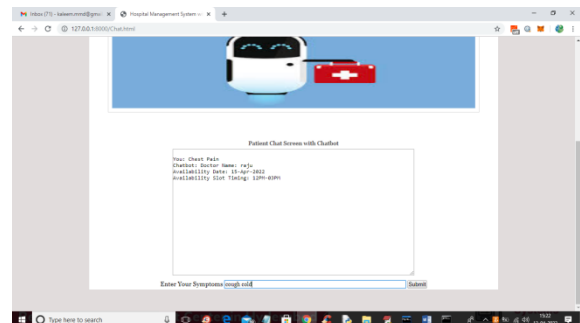 Inbox (71) - kaleem.mmd@gmai
Hospital Management System w
127.0.0.1:8000/Chat.html
Patient Chat Screen with Chatbot
You: Chest Pain
Chatbot: Doctor Name: raju
Availability Date: 15-Apr-2022
Availability Slot Timing: 12PM-03PM
Enter Your Symptoms cough cold Submit
Type here to search
15:22